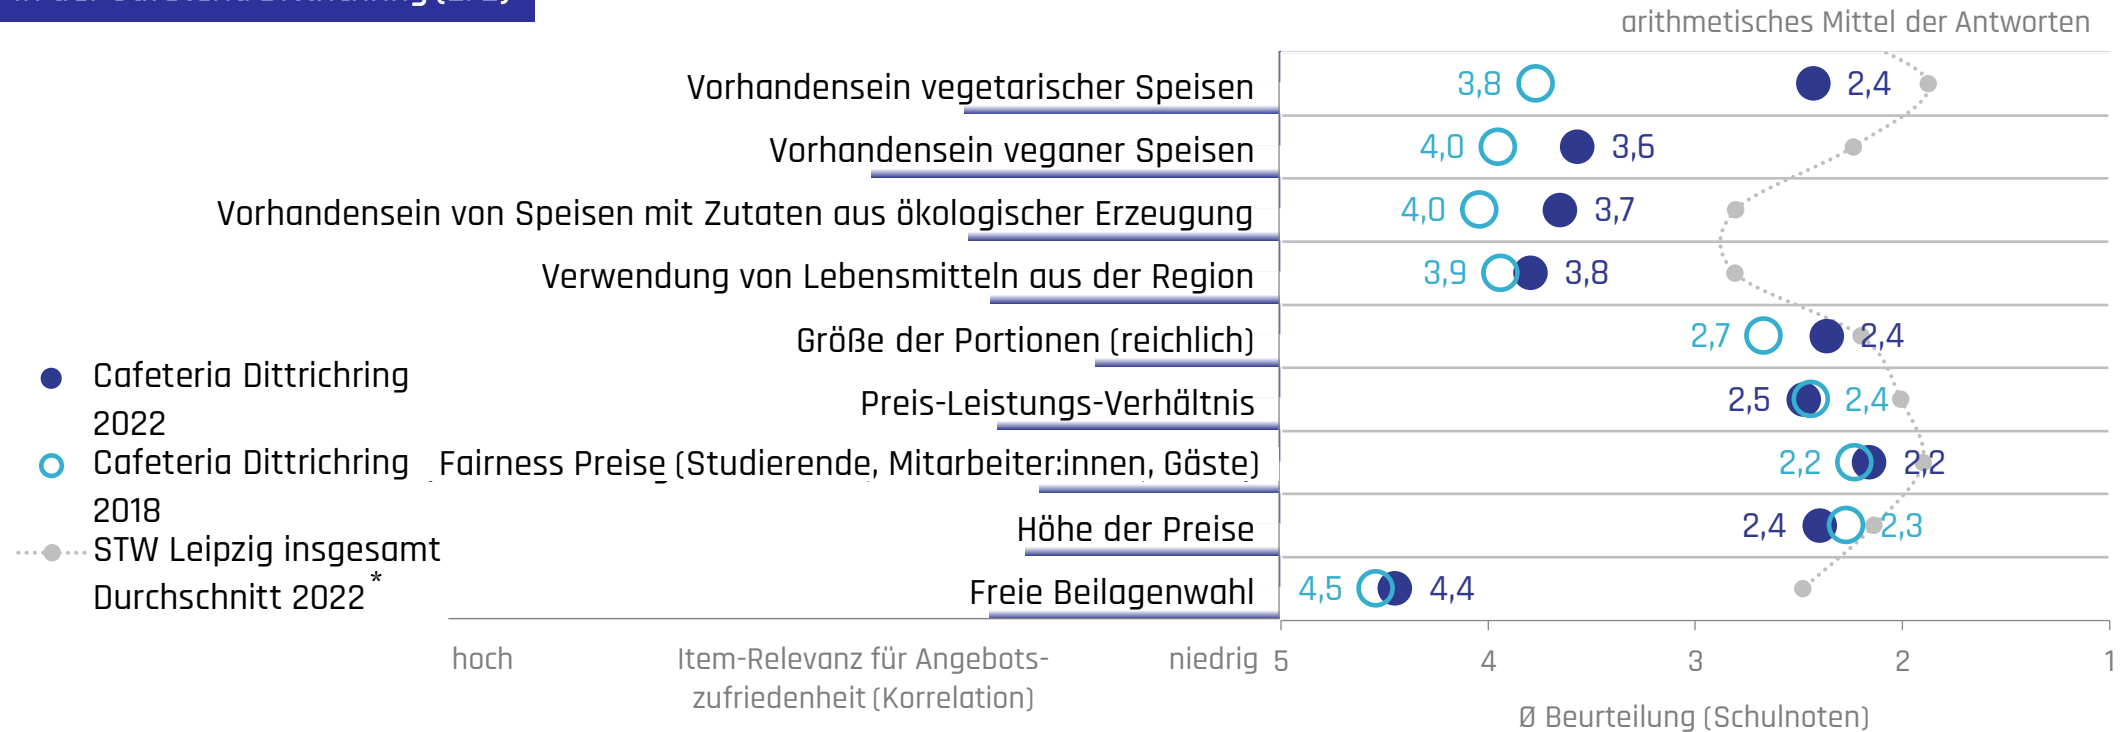 arithmetisches Mittel der Antworten
Vorhandensein vegetarischer Speisen 3,8 2,4
Vorhandensein veganer Speisen 4,0 3,6
Vorhandensein von Speisen mit Zutaten aus ökologischer Erzeugung 4,0 3,7
Verwendung von Lebensmitteln aus der Region 3,9 3,8
Größe der Portionen (reichlich) 2,7 2,4
Preis-Leistungs-Verhältnis 2,5 2,4
Fairness Preise (Studierende, Mitarbeiter:innen, Gäste) 2,2 2,2
Höhe der Preise 2,4 2,3
Freie Beilagenwahl 4,5 4,4
Cafeteria Dittrichring
2022
Cafeteria Dittrichring
2018
STW Leipzig insgesamt
Durchschnitt 2022*
hoch Item-Relevanz für Angebots- niedrig
zufriedenheit (Korrelation)
5 4 3 2 1
Ø Beurteilung (Schulnoten)